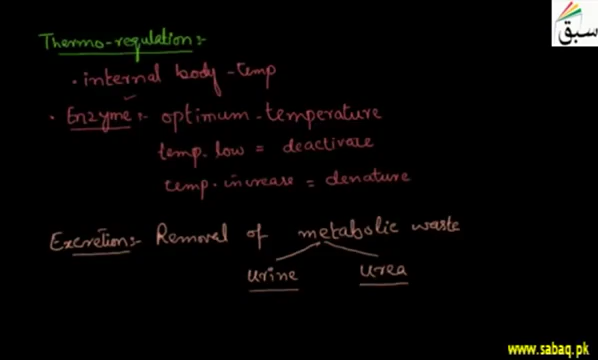 سبق
Thermo-regulation:-
. internal body-temp
. Enzyme:- optimum-temperature
temp. low = deactivate
temp. increase = denature
Excretion:- Removal of metabolic waste
urine urea
www.sabaq.pk